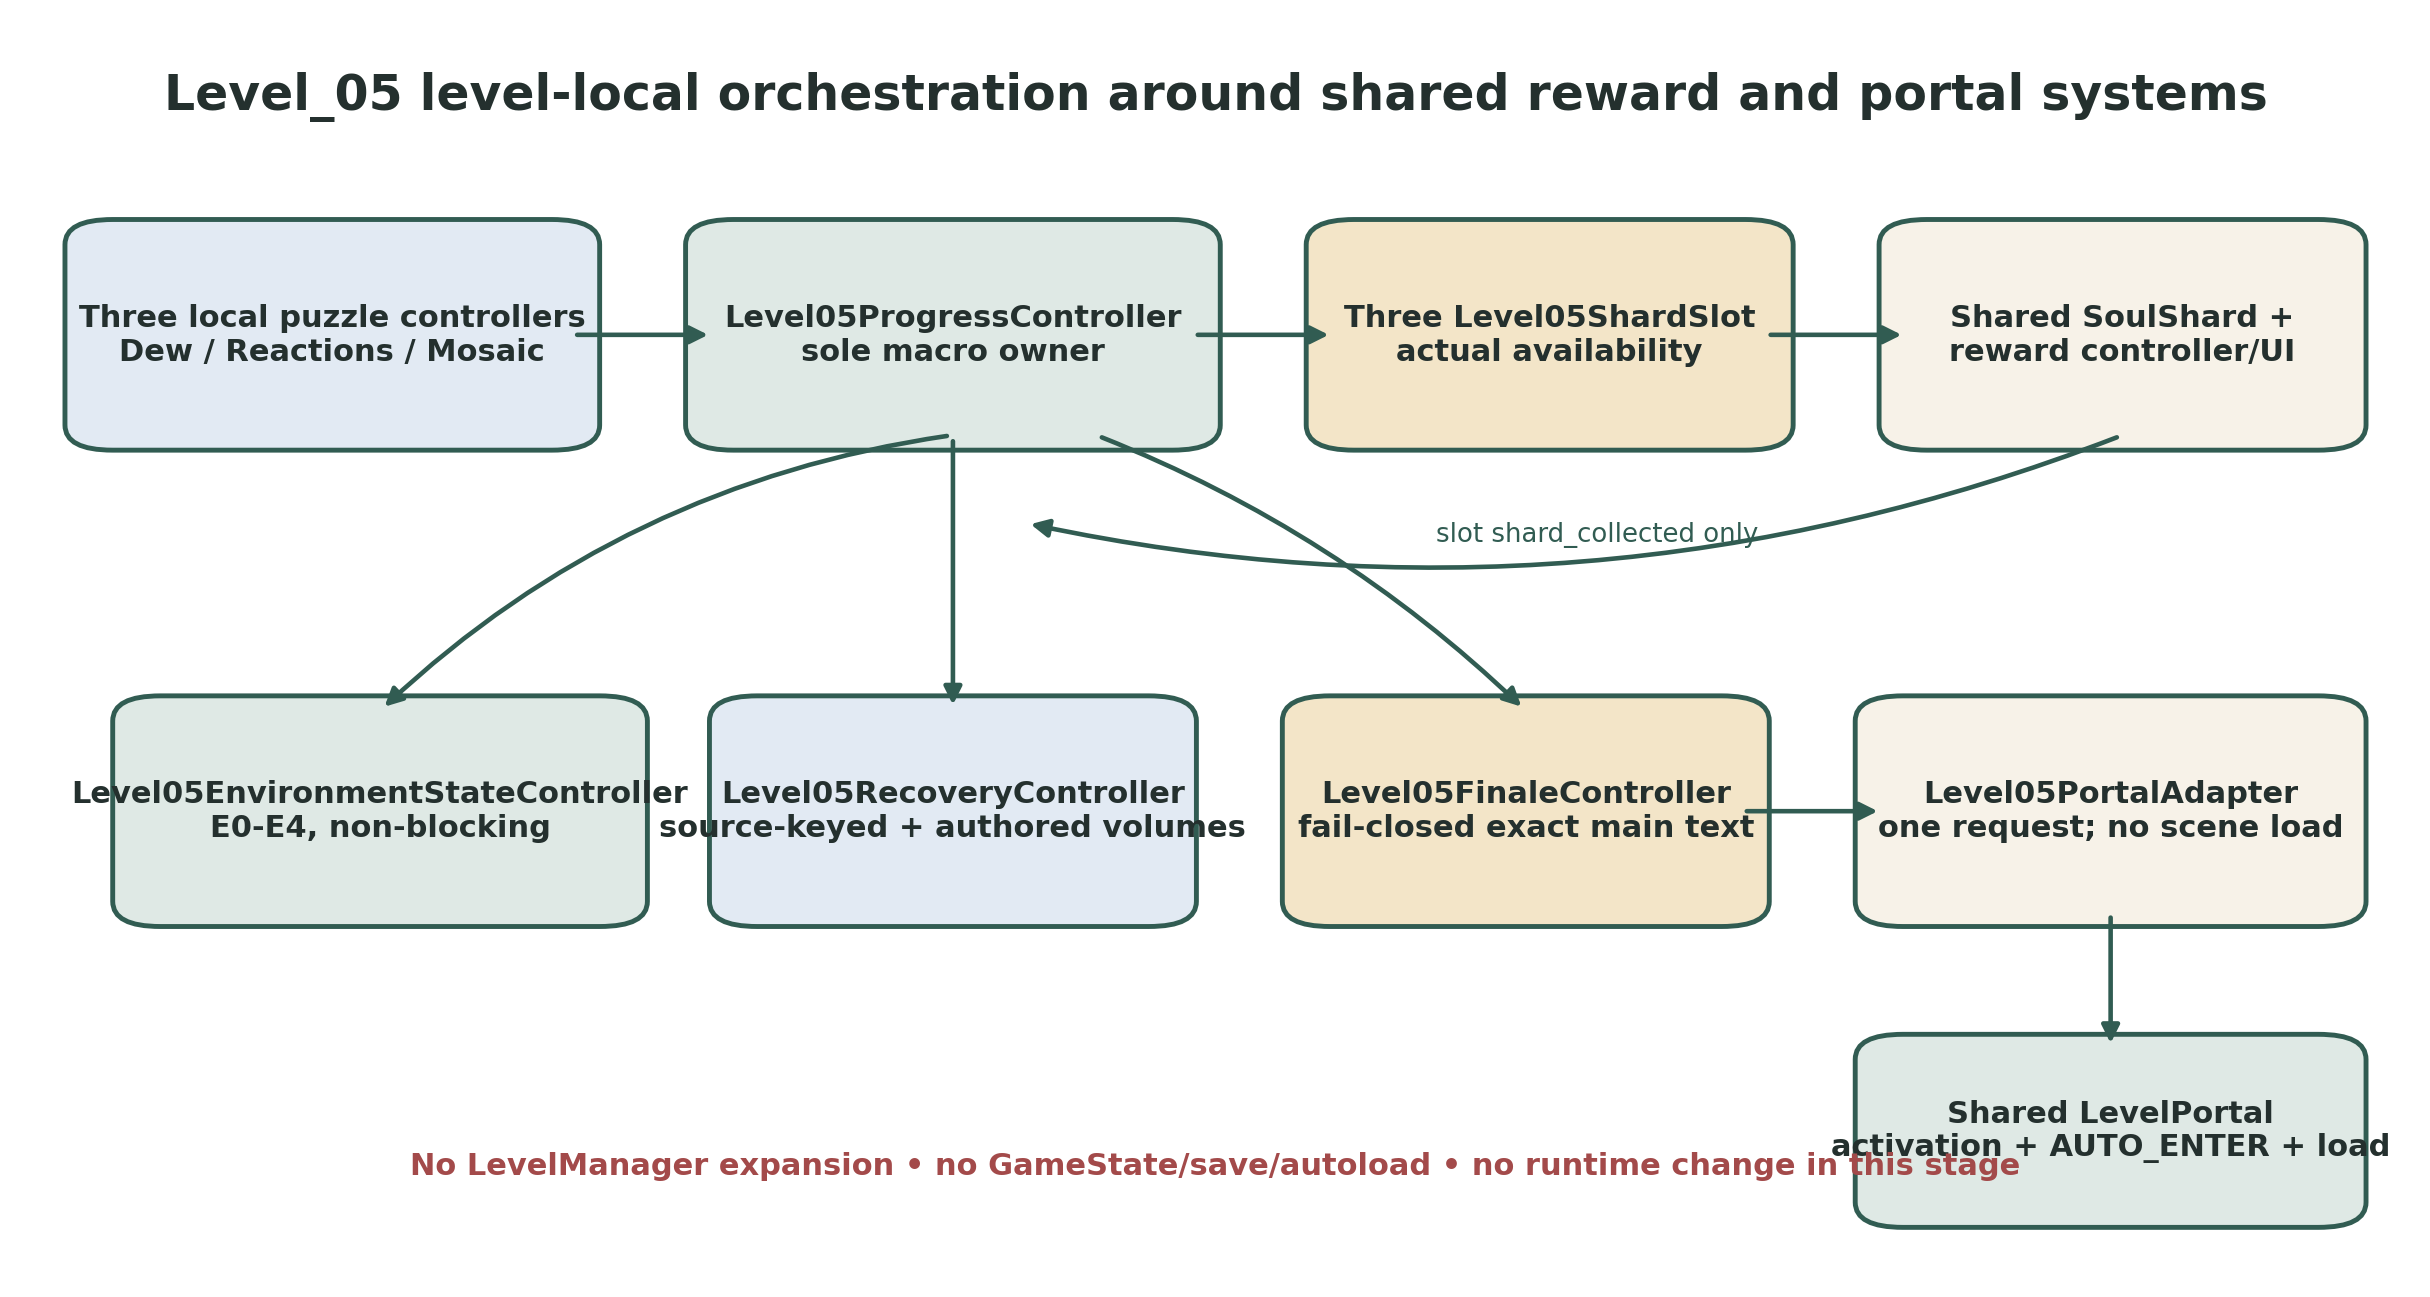 Level_05 level-local orchestration around shared reward and portal systems
Three local puzzle controllers
Dew / Reactions / Mosaic
Level05ProgressController
sole macro owner
Three Level05ShardSlot
actual availability
Shared SoulShard +
reward controller/UI
slot shard_collected only
Level05EnvironmentStateController
E0-E4, non-blocking
Level05RecoveryController
source-keyed + authored volumes
Level05FinaleController
fail-closed exact main text
Level05PortalAdapter
one request; no scene load
Shared LevelPortal
activation + AUTO_ENTER + load
No LevelManager expansion • no GameState/save/autoload • no runtime change in this stage